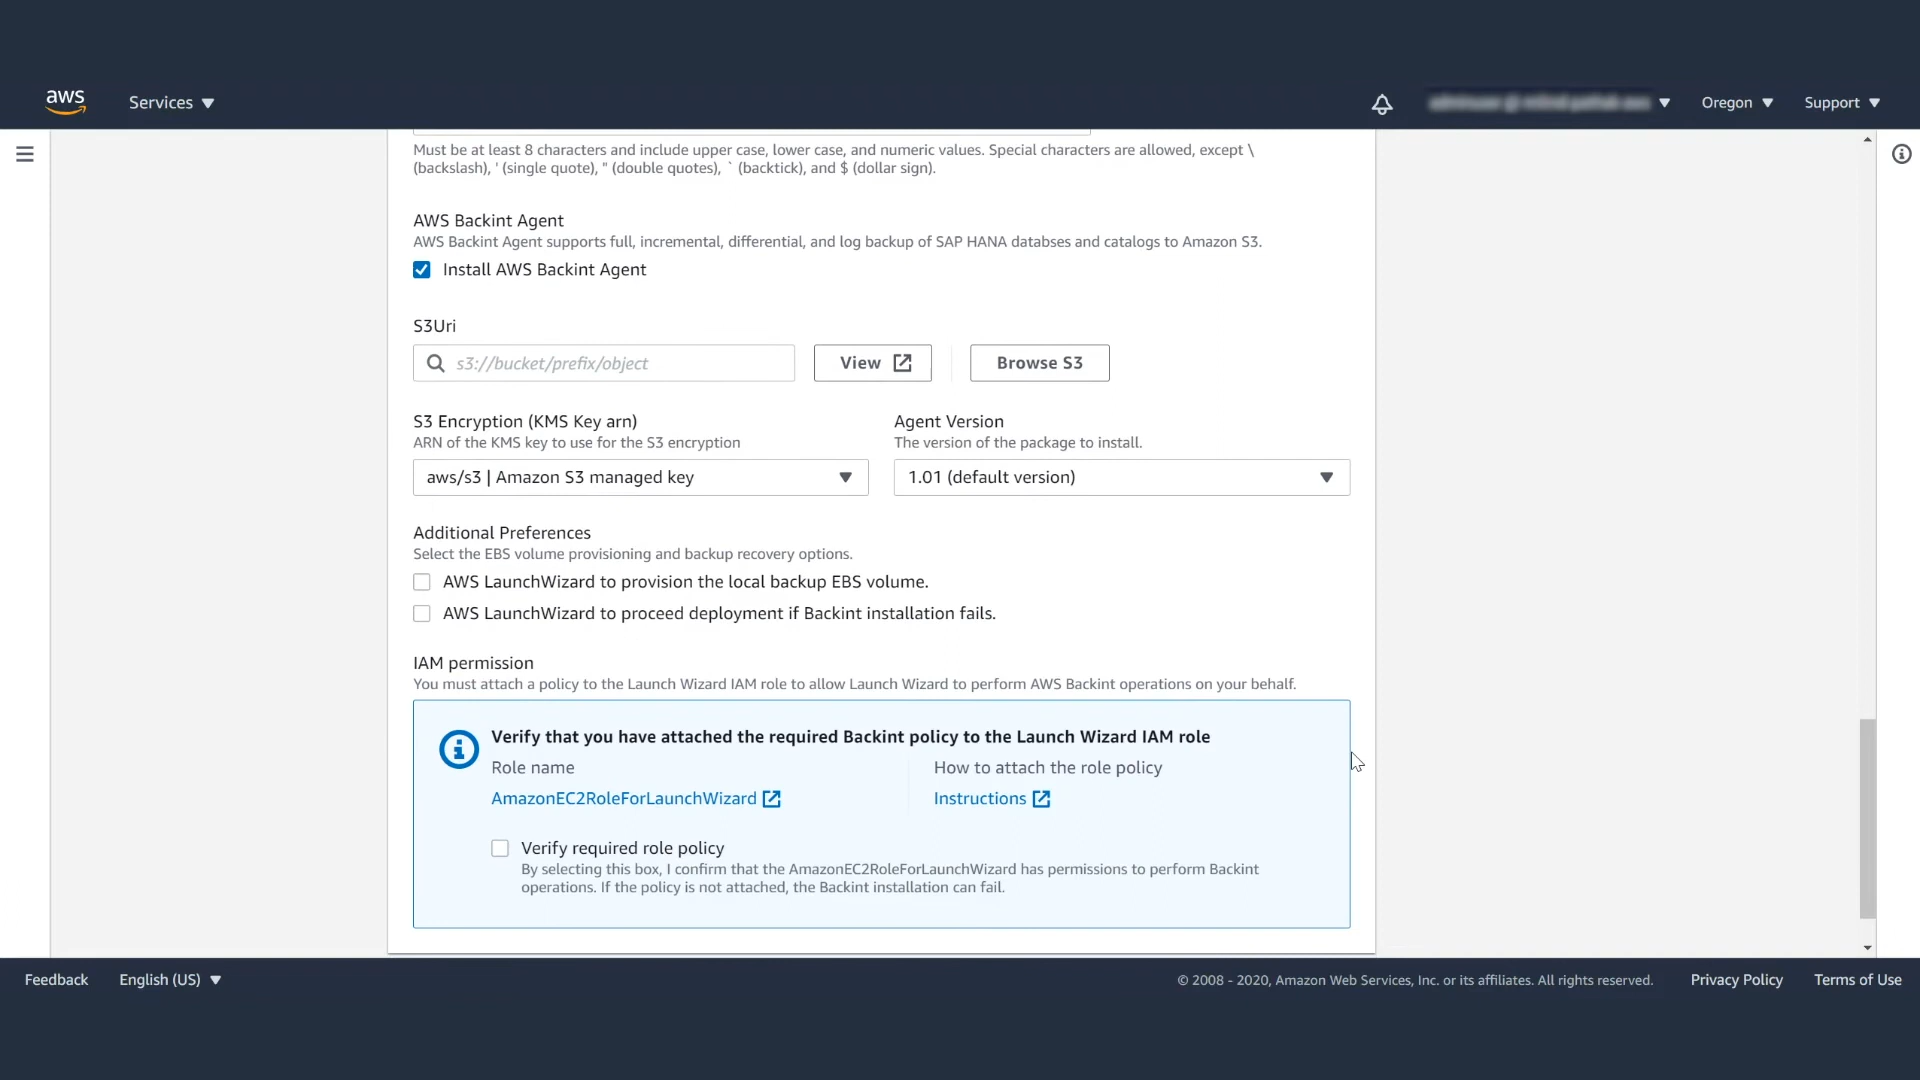 aws
Services
Oregon
Support
Must be at least 8 characters and include upper case, lower case, and numeric values. Special characters are allowed, except \
(backslash), ' (single quote), " (double quotes), ` (backtick), and $ (dollar sign).
AWS Backint Agent
AWS Backint Agent supports full, incremental, differential, and log backup of SAP HANA databses and catalogs to Amazon S3.
Install AWS Backint Agent
S3Uri
s3://bucket/prefix/object
View
Browse S3
S3 Encryption (KMS Key arn)
ARN of the KMS key to use for the S3 encryption
aws/s3 | Amazon S3 managed key
Agent Version
The version of the package to install.
1.01 (default version)
Additional Preferences
Select the EBS volume provisioning and backup recovery options.
AWS LaunchWizard to provision the local backup EBS volume.
AWS LaunchWizard to proceed deployment if Backint installation fails.
IAM permission
You must attach a policy to the Launch Wizard IAM role to allow Launch Wizard to perform AWS Backint operations on your behalf.
Verify that you have attached the required Backint policy to the Launch Wizard IAM role
Role name
AmazonEC2RoleForLaunchWizard
How to attach the role policy
Instructions
Verify required role policy
By selecting this box, I confirm that the AmazonEC2RoleForLaunchWizard has permissions to perform Backint
operations. If the policy is not attached, the Backint installation can fail.
Feedback
English (US)
© 2008 - 2020, Amazon Web Services, Inc. or its affiliates. All rights reserved.
Privacy Policy
Terms of Use